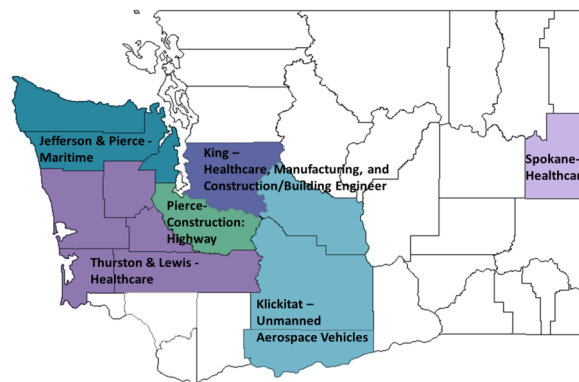 Jefferson & Pierce -
Maritime
King –
Healthcare, Manufacturing, and
Construction/Building Engineer
Spokane-
Healthcar
Pierce-
Construction:
Highway
Thurston & Lewis -
Healthcare
Klickitat –
Unmanned
Aerospace Vehicles